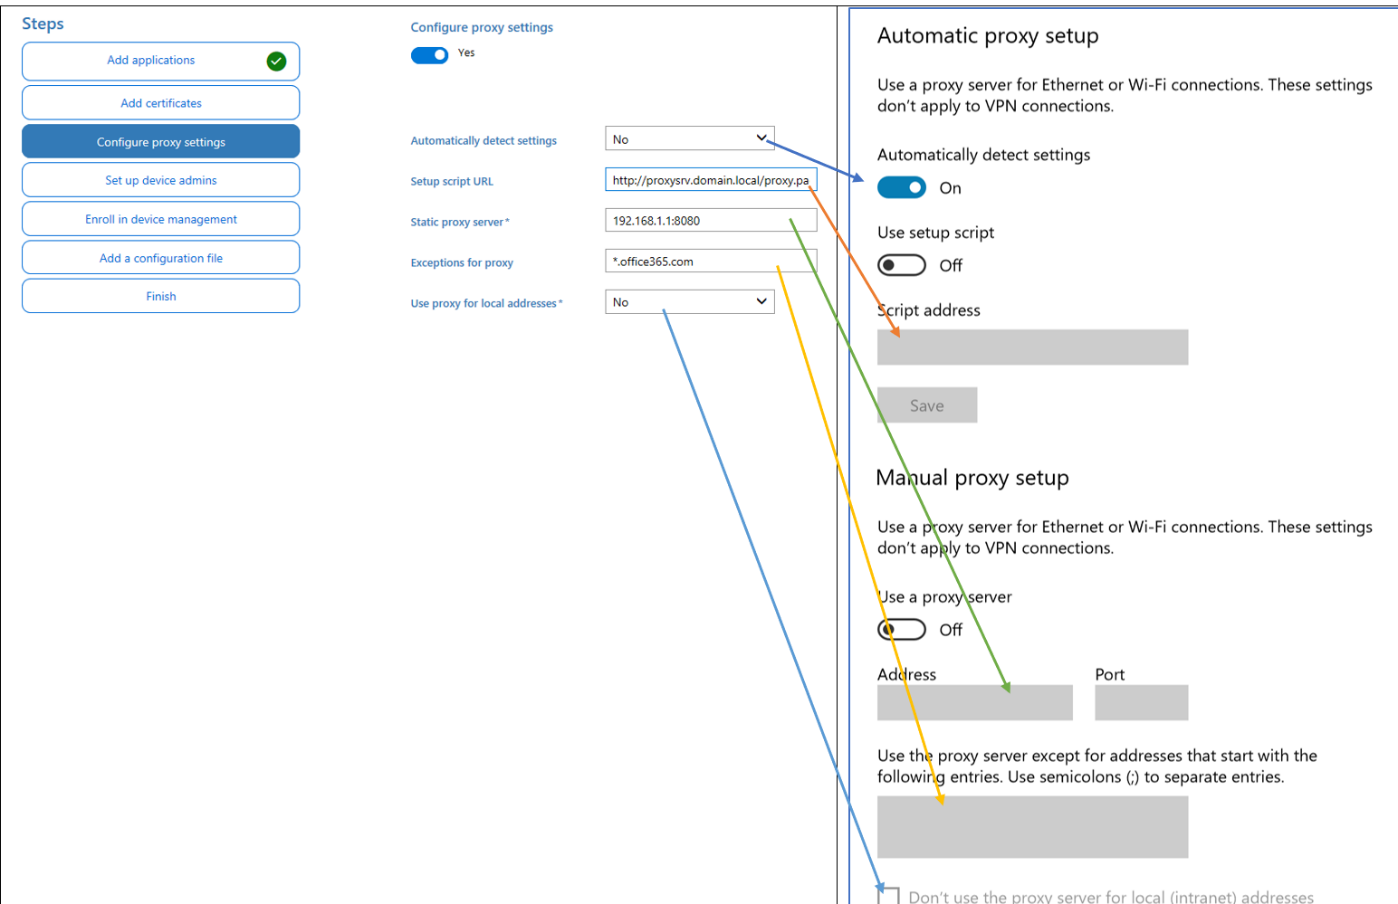 Steps
Add applications
Add certificates
Configure proxy settings
Set up device admins
Enroll in device management
Add a configuration file
Finish
Configure proxy settings
Yes
Automatically detect settings
No
Setup script URL
http://proxysrv.domain.local/proxy.pa
Static proxy server*
192.168.1.1:8080
Exceptions for proxy
*.office365.com
Use proxy for local addresses*
No
Automatic proxy setup
Use a proxy server for Ethernet or Wi-Fi connections. These settings
don't apply to VPN connections.
Automatically detect settings
On
Use setup script
Off
Script address
Save
Manual proxy setup
Use a proxy server for Ethernet or Wi-Fi connections. These settings
don't apply to VPN connections.
Use a proxy server
Off
Address
Port
Use the proxy server except for addresses that start with the
following entries. Use semicolons (;) to separate entries.
Don't use the proxy server for local (intranet) addresses